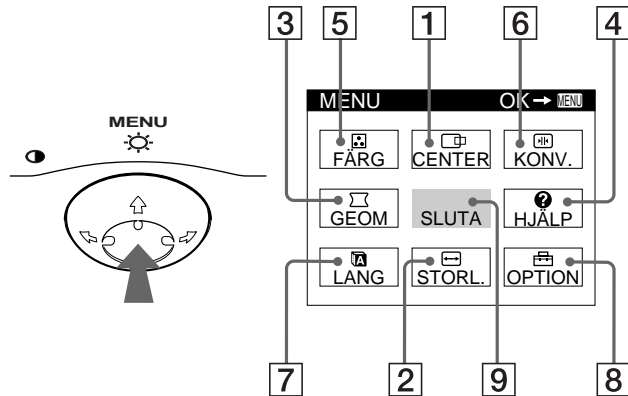 3 5 1 6 4
MENU
MENU OK→ MENU
FÄRG CENTER KONV.
GEOM SLUTA HJÄLP
LANG STORL. OPTION
7 2 9 8